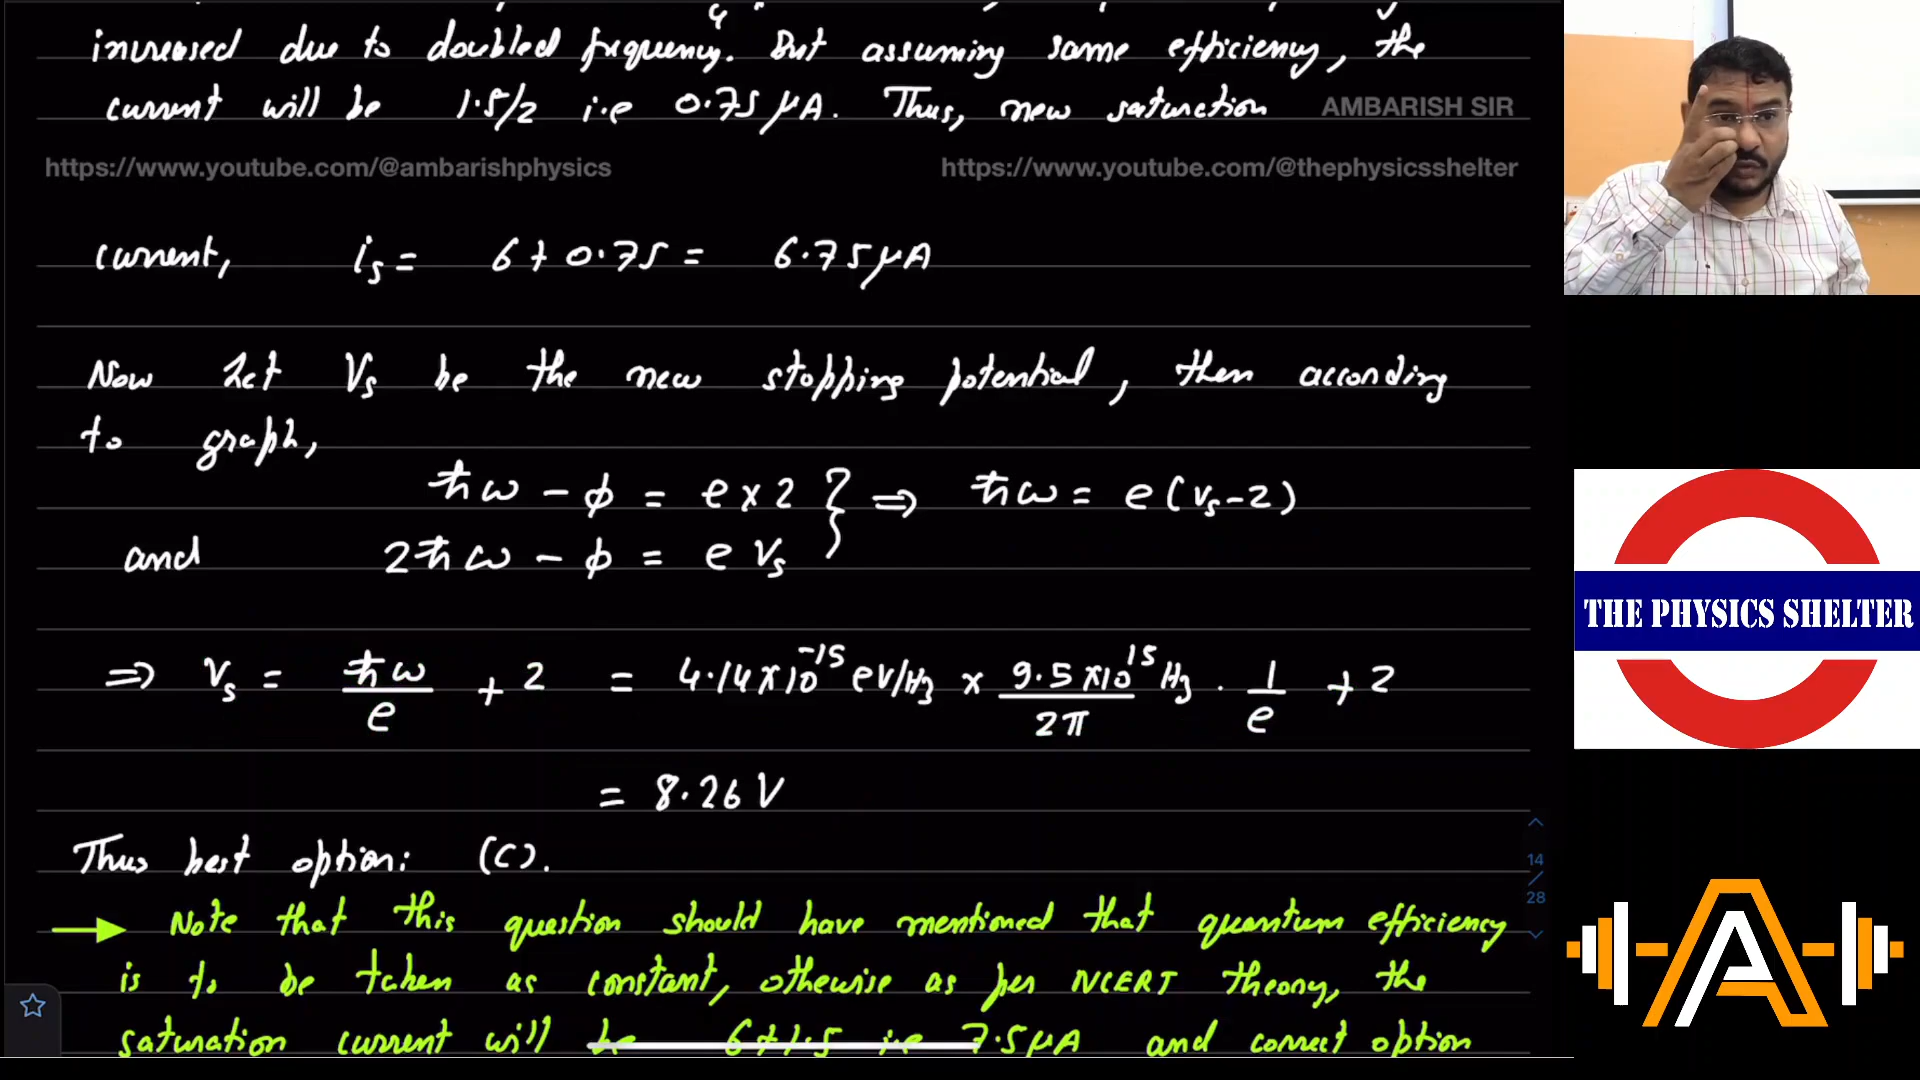 increased due to doubled frequency. But assuming same efficiency, the
current will be 1.5/2 i.e 0.75 μA. Thus, new saturation
AMBARISH SIR
https://www.youtube.com/@ambarishphysics
https://www.youtube.com/@thephysicsshelter
current, is = 6 + 0.75 = 6.75 μA
Now Let Vs be the new stopping potential, then according
to graph,
ħω − φ = e × 2 } ⇒ ħω = e(Vs − 2)
and 2ħω − φ = e Vs
⇒ Vs = ħω/e + 2 = 4.14 × 10⁻¹⁵ eV/Hz × 9.5 × 10¹⁵ Hz/2π · 1/e + 2
= 8.26 V
Thus best option: (C).
→ Note that this question should have mentioned that quantum efficiency
is to be taken as constant, otherwise as per NCERT theory, the
saturation current will be 6 + 1.5 i.e 7.5 μA and correct option
14
/
28
THE PHYSICS SHELTER
A